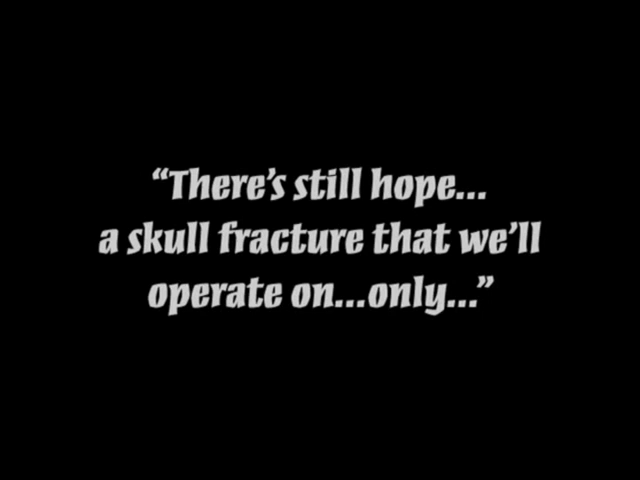 “There’s still hope...
a skull fracture that we’ll
operate on...only...”